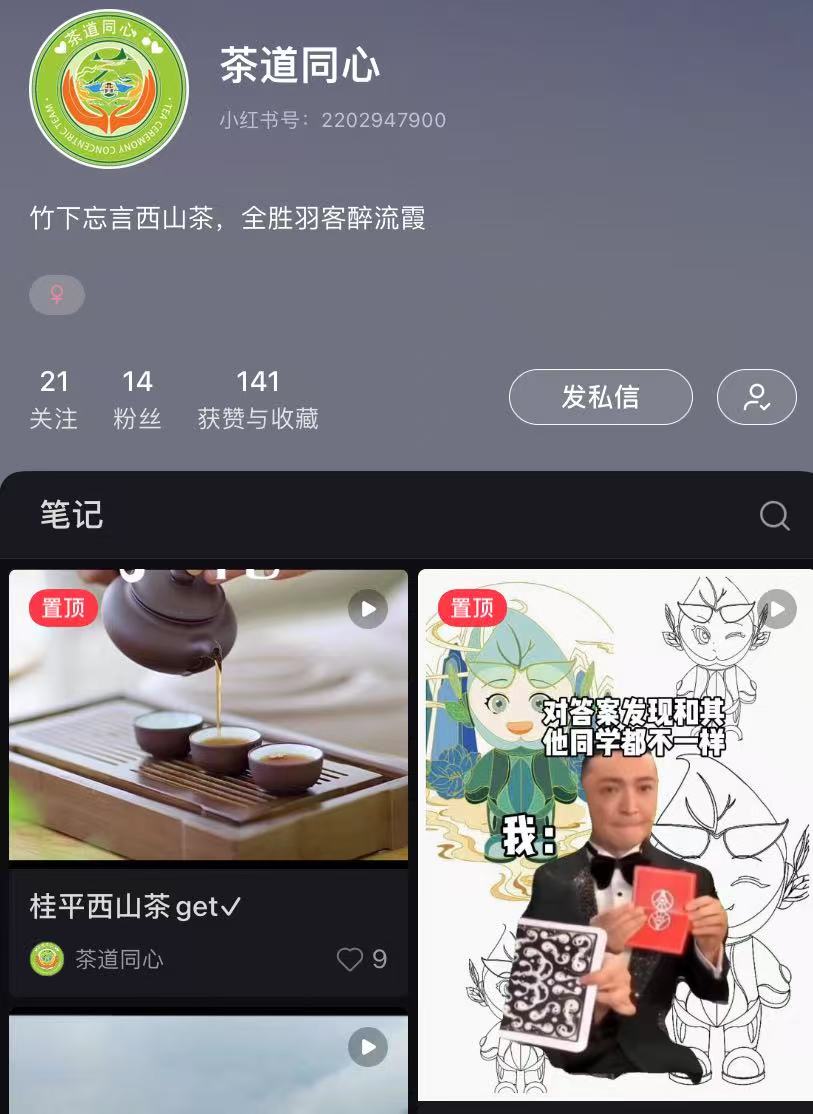 茶道同心
TEA CEREMONY CONCENTRIC TEAM
茶道同心
小红书号：2202947900
竹下忘言西山茶，全胜羽客醉流霞
♀
21
14
141
关注
粉丝
获赞与收藏
发私信
笔记
置顶
桂平西山茶get✓
茶道同心
9
置顶
对答案发现和其
他同学都不一样
我：